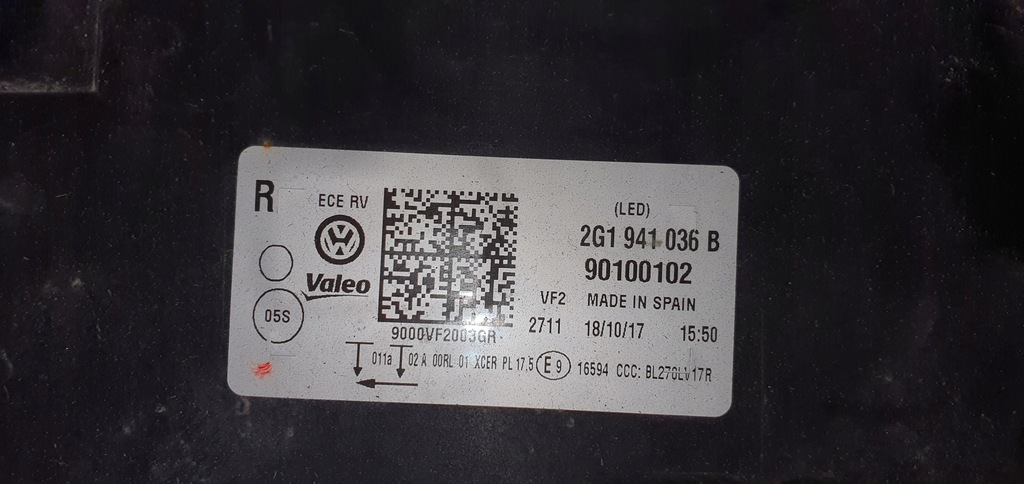 R
ECE RV
(LED)
2G1 941 036 B
90100102
Valeo
05S
VF2 MADE IN SPAIN
2711 18/10/17 15:50
9000VF2003GR
011a 02 A 00RL 01 XCER PL 17.5 E 9 16594 CCC: BL270LV17R